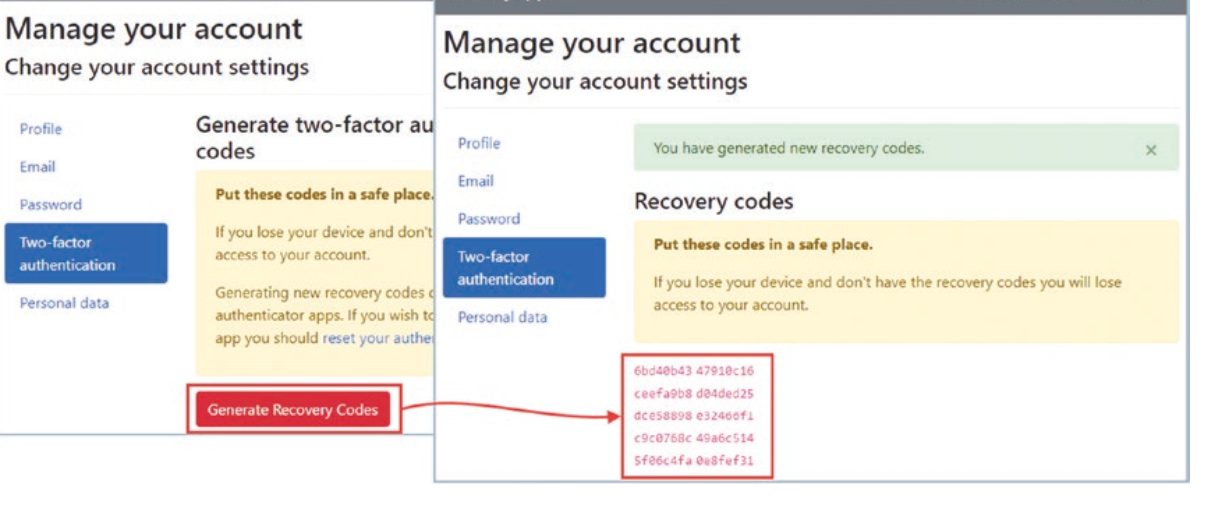 Manage your account
Change your account settings
Profile
Email
Password
Two-factor
authentication
Personal data
Generate two-factor au
codes
Put these codes in a safe place.
If you lose your device and don't
access to your account.
Generating new recovery codes
authenticator apps. If you wish to
app you should reset your authe
Generate Recovery Codes
Manage your account
Change your account settings
Profile
Email
Password
Two-factor
authentication
Personal data
You have generated new recovery codes. ×
Recovery codes
Put these codes in a safe place.
If you lose your device and don't have the recovery codes you will lose
access to your account.
6bd40b43 47910c16
ceefa9b8 d04ded25
dce58898 e32466f1
c9c0768c 49a6c514
5f06c4fa 0e8fef31